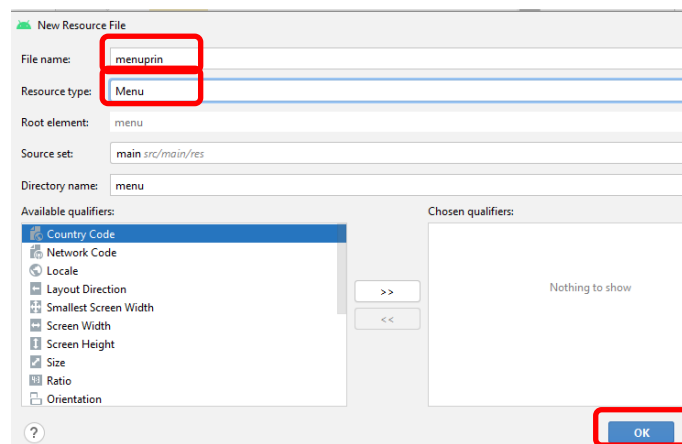 New Resource File
File name: menuprin
Resource type: Menu
Root element: menu
Source set: main src/main/res
Directory name: menu
Available qualifiers: Chosen qualifiers:
Country Code
Network Code
Locale
Layout Direction
Smallest Screen Width
Screen Width
Screen Height
Size
Ratio
Orientation
>>
<<
Nothing to show
? OK